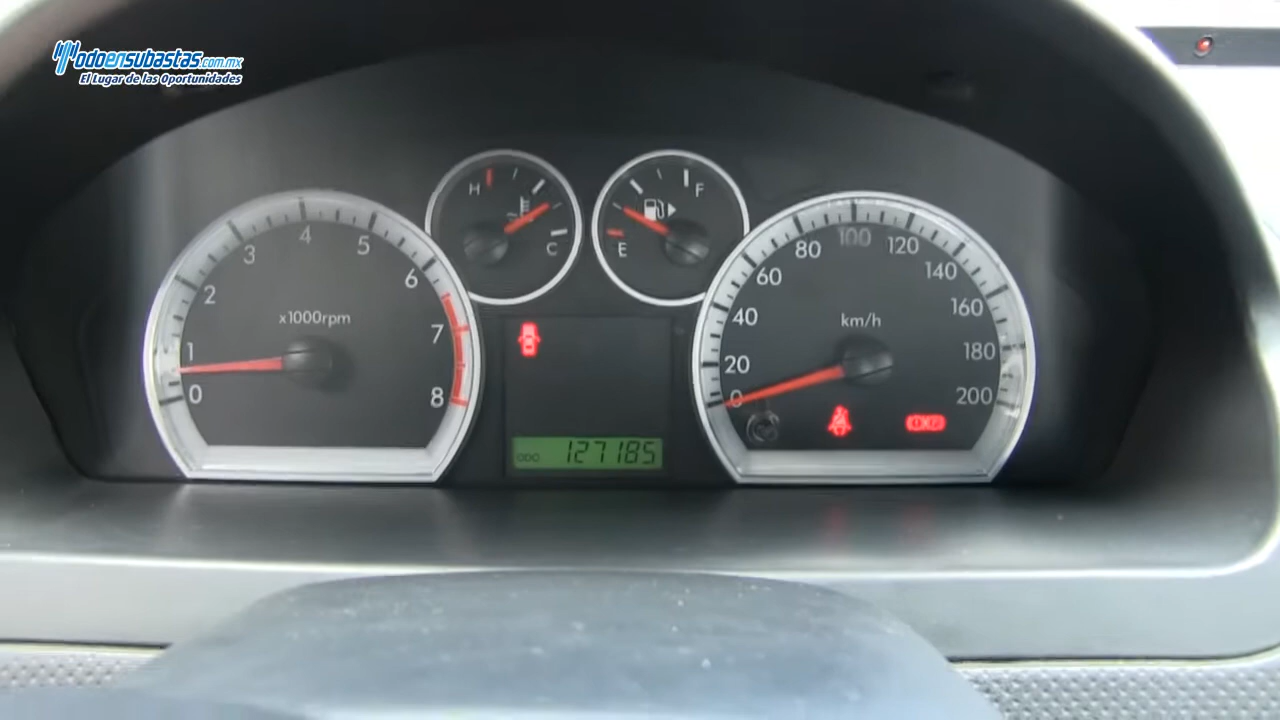 Todoensubastas.com.mx
El Lugar de las Oportunidades
H
C
F
E
0
1
2
3
4
5
6
7
8
x1000rpm
0
20
40
60
80
100
120
140
160
180
200
km/h
ODO 127185